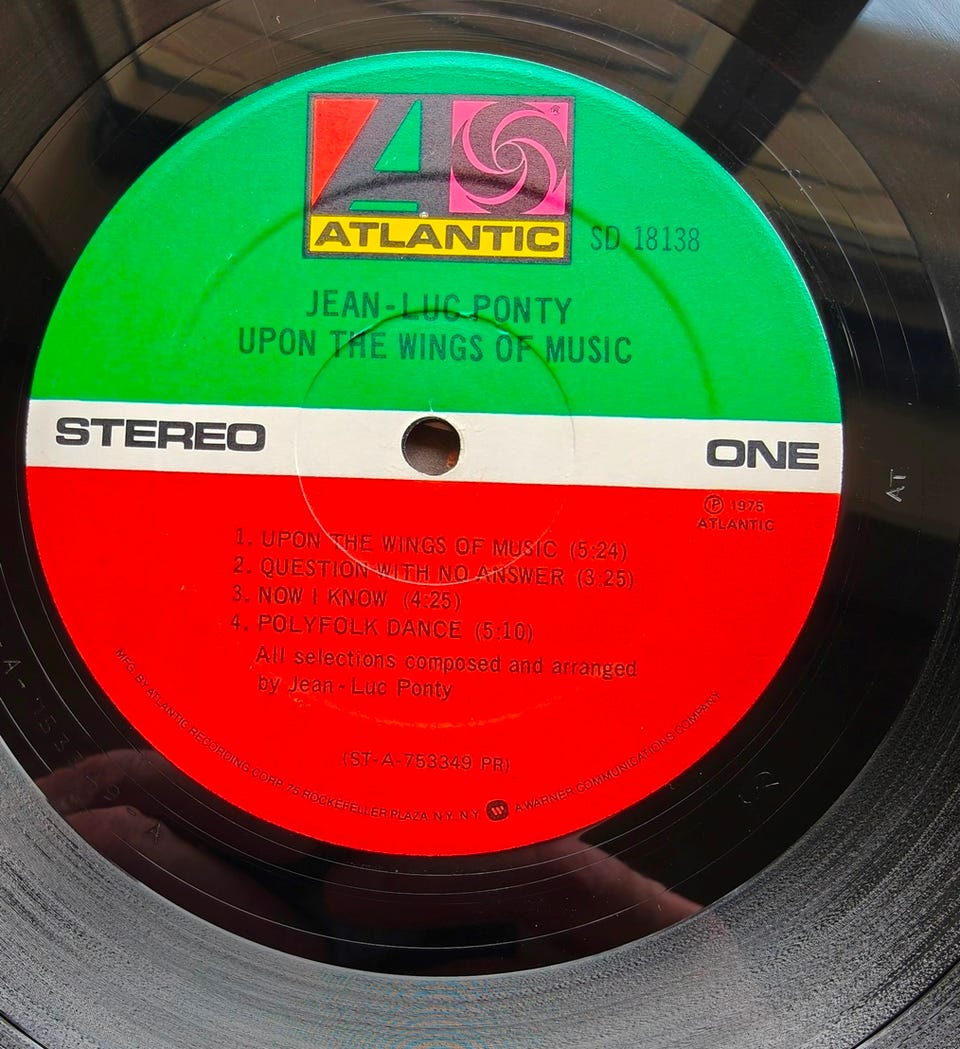 ATLANTIC
®
SD 18138
JEAN-LUC PONTY
UPON THE WINGS OF MUSIC
STEREO
ONE
Ⓟ 1975
ATLANTIC
1. UPON THE WINGS OF MUSIC (5:24)
2. QUESTION WITH NO ANSWER (3:25)
3. NOW I KNOW (4:25)
4. POLYFOLK DANCE (5:10)
All selections composed and arranged
by Jean-Luc Ponty
(ST-A-753349 PR)
MFG. BY ATLANTIC RECORDING CORP. 75 ROCKEFELLER PLAZA N.Y. N.Y. A WARNER COMMUNICATIONS COMPANY
AT